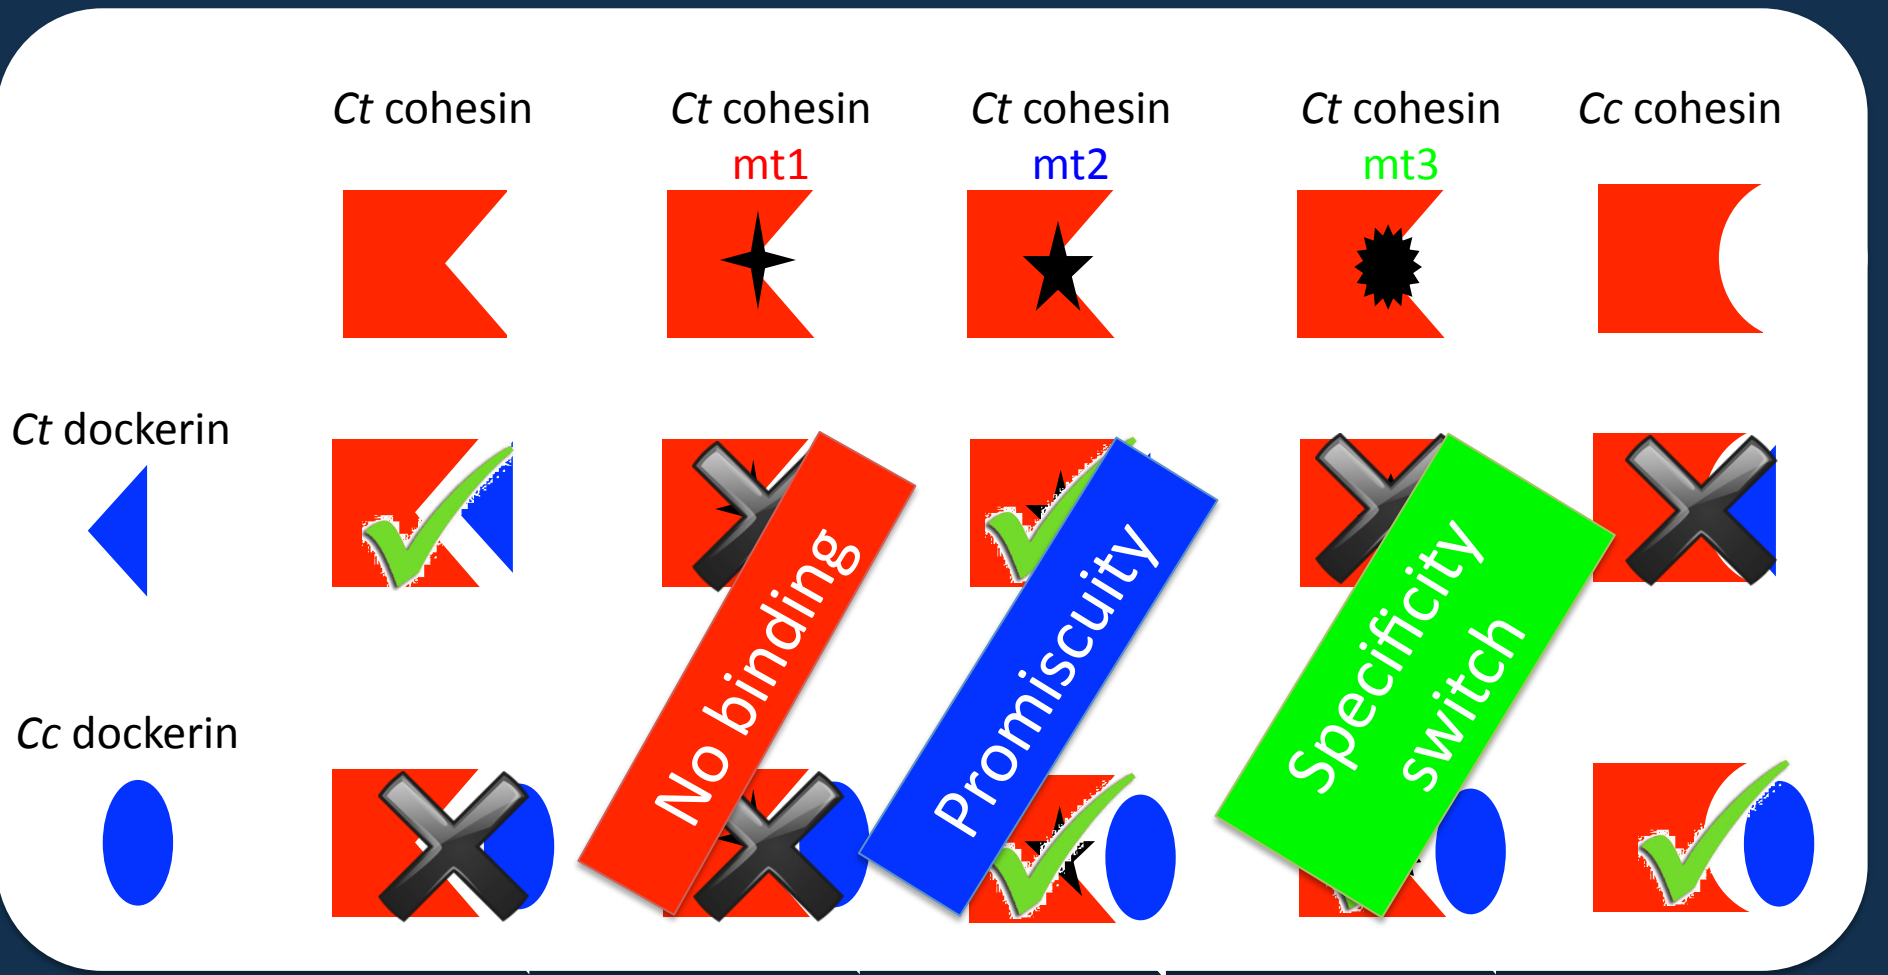 Ct cohesin
Ct cohesin
Ct cohesin
Ct cohesin
Cc cohesin
mt1
mt2
mt3
Ct dockerin
No binding
Promiscuity
Specificity
switch
Cc dockerin